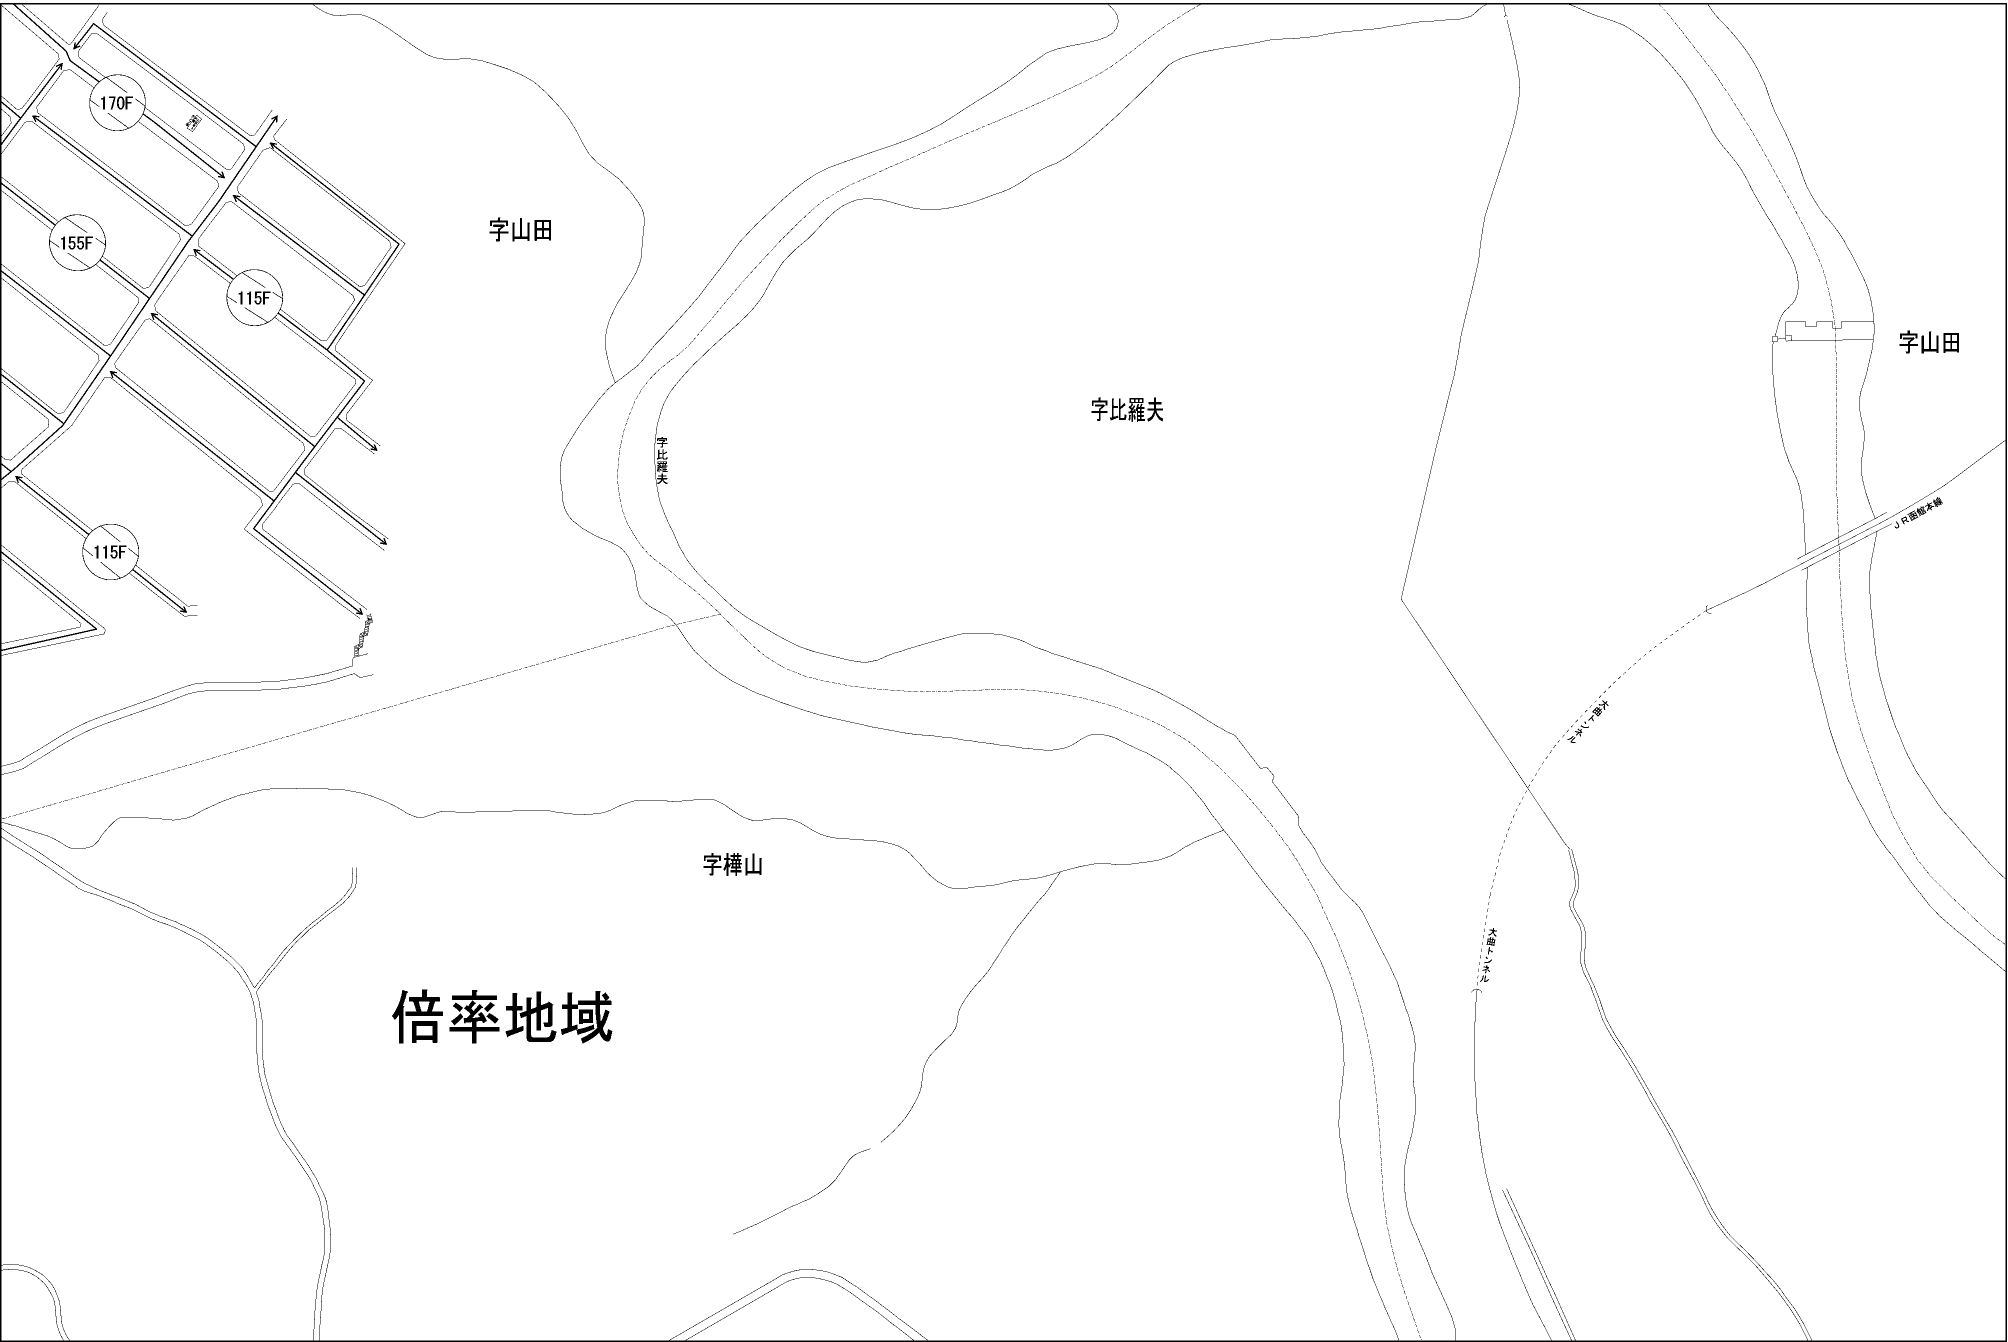 170F
155F
115F
字山田
字山田
字比羅夫
字比羅夫
JR函館本線
115F
大曲トンネル
字樺山
大曲トンネル
倍率地域